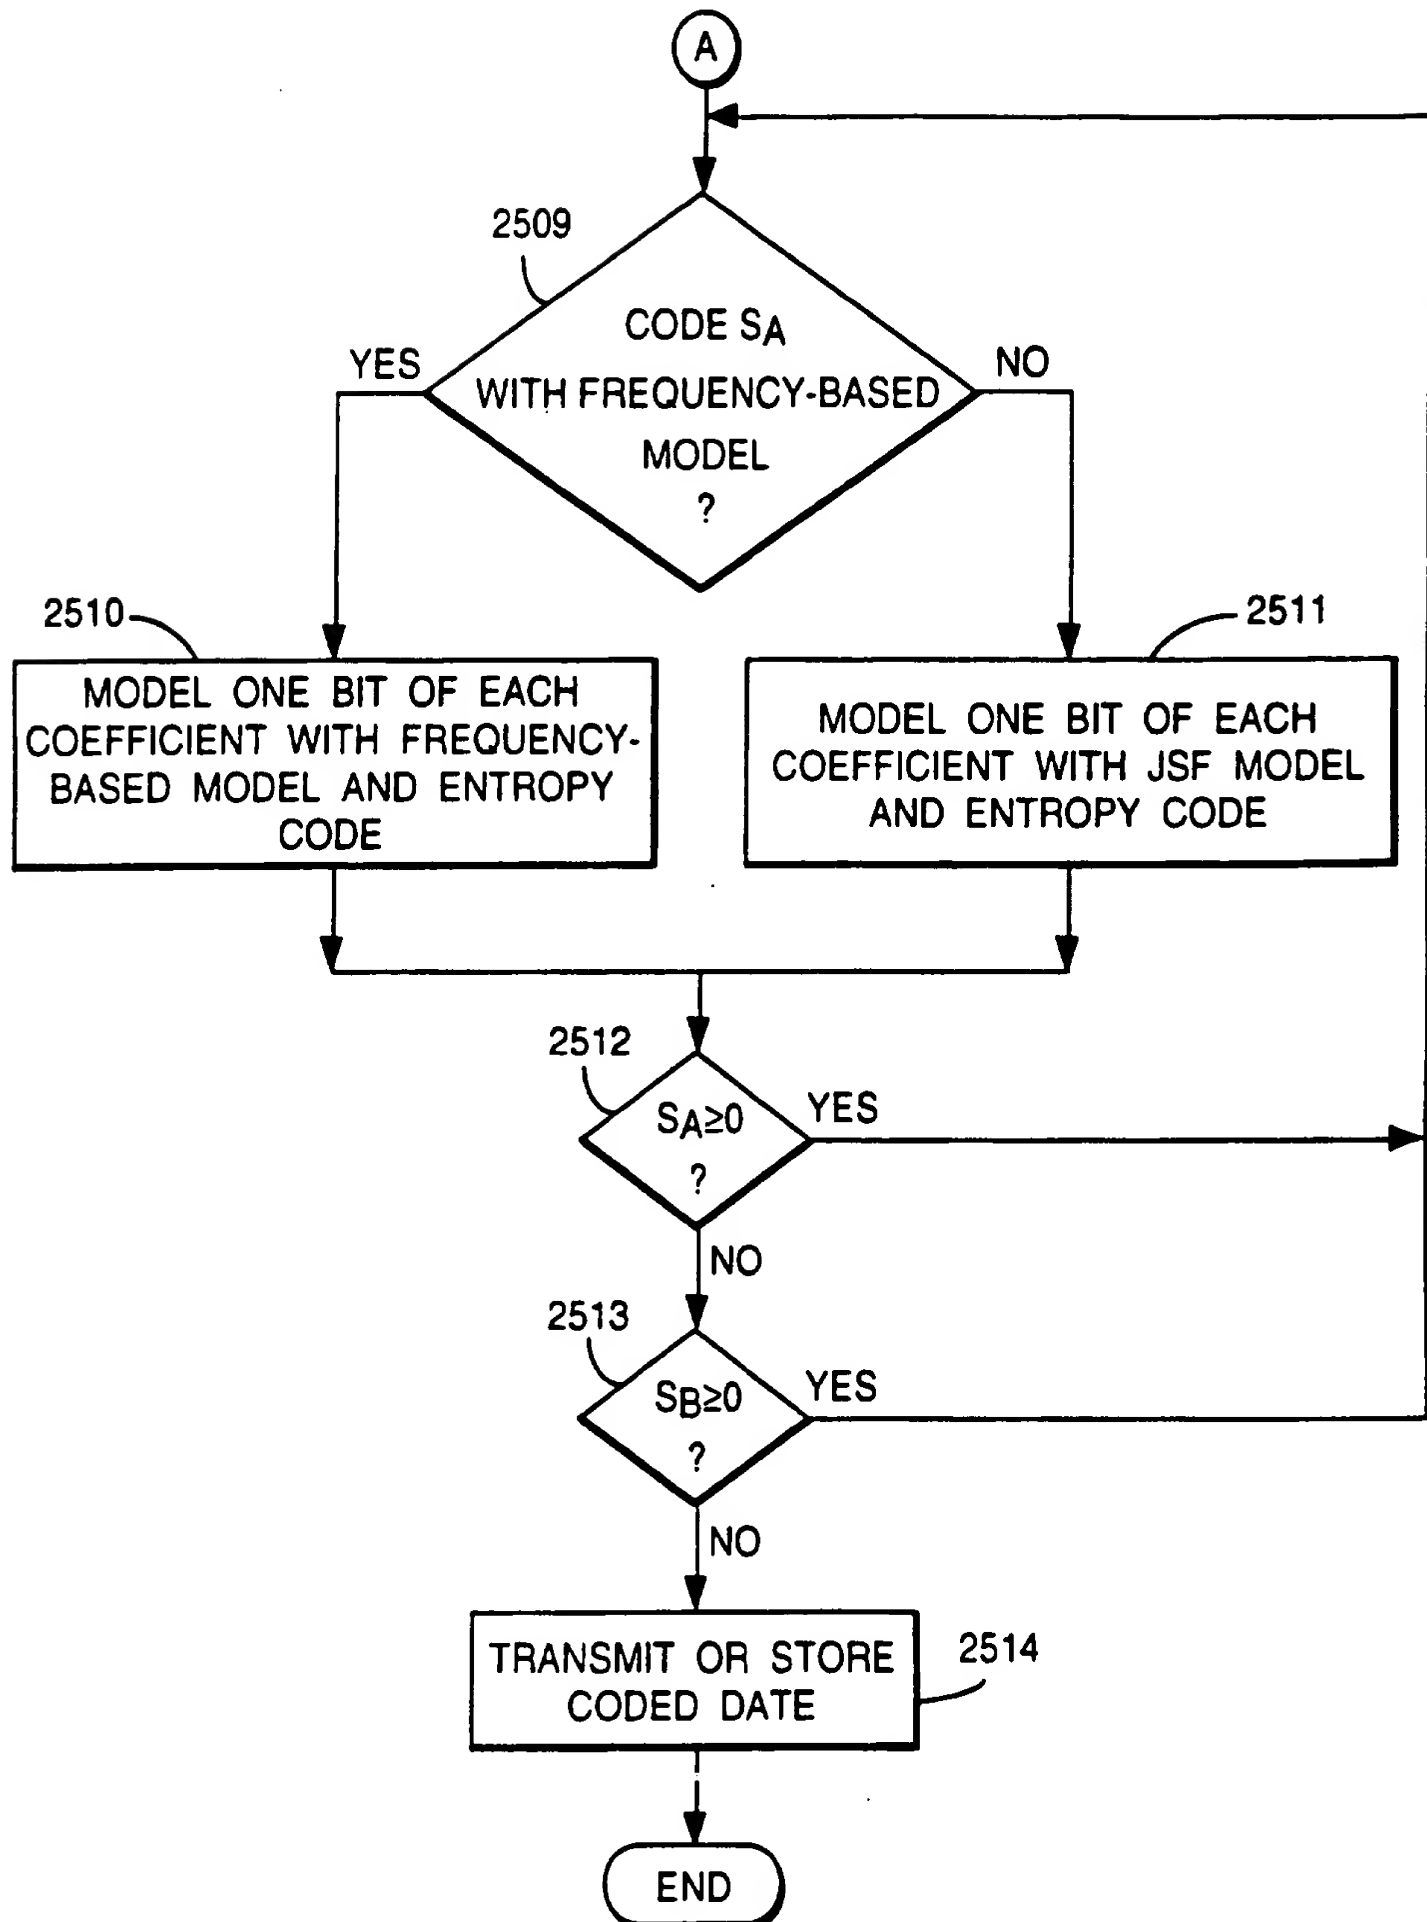 A
2509
CODE SA
YES
NO
WITH FREQUENCY-BASED
MODEL
?
2510
2511
MODEL ONE BIT OF EACH
COEFFICIENT WITH FREQUENCY-
BASED MODEL AND ENTROPY
CODE
MODEL ONE BIT OF EACH
COEFFICIENT WITH JSF MODEL
AND ENTROPY CODE
2512
SA≥0
?
YES
NO
2513
SB≥0
?
YES
NO
TRANSMIT OR STORE
CODED DATE
2514
END